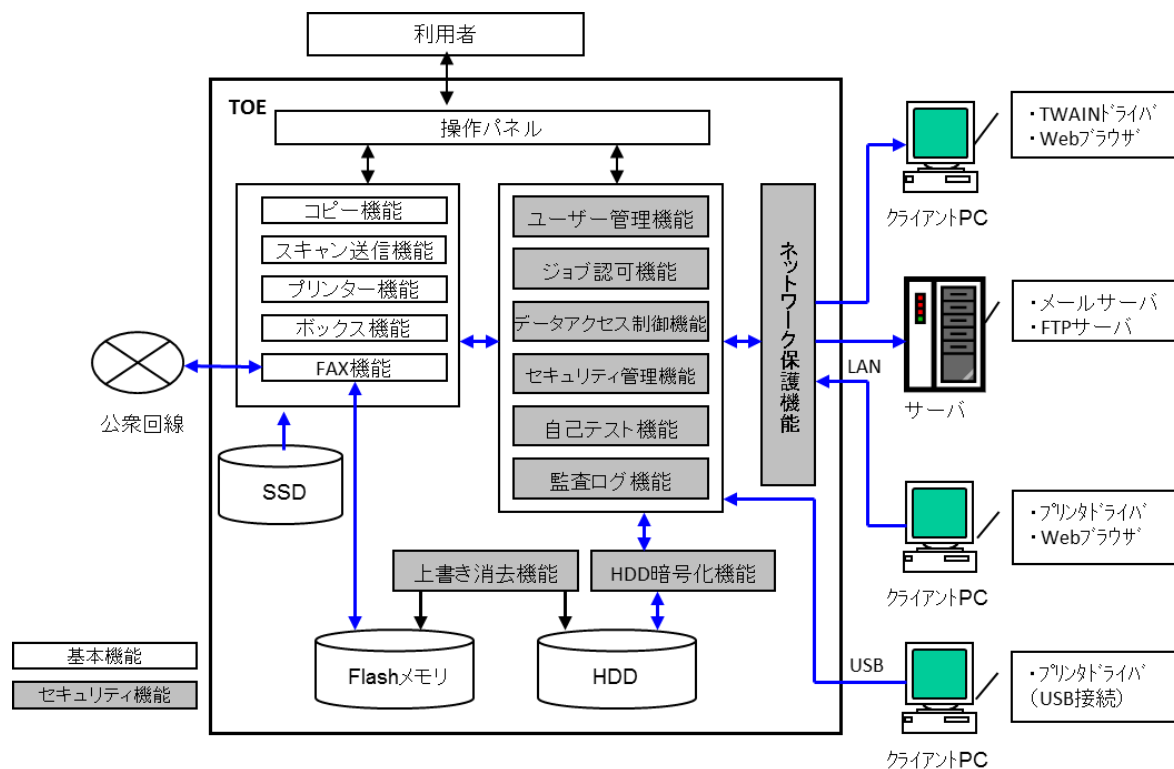 利用者
TOE
操作パネル
コピー機能
スキャン送信機能
プリンター機能
ボックス機能
FAX機能
公衆回線
SSD
ユーザー管理機能
ジョブ認可機能
データアクセス制御機能
セキュリティ管理機能
自己テスト機能
監査ログ機能
ネットワーク保護機能
上書き消去機能
HDD暗号化機能
Flashメモリ
HDD
基本機能
セキュリティ機能
LAN
USB
・TWAINﾄﾞﾗｲﾊﾞ
・Webﾌﾞﾗｳｻﾞ
ｸﾗｲｱﾝﾄPC
・メールサーバ
・FTPサーバ
サーバ
・ﾌﾟﾘﾝﾀﾄﾞﾗｲﾊﾞ
・Webﾌﾞﾗｳｻﾞ
ｸﾗｲｱﾝﾄPC
・ﾌﾟﾘﾝﾀﾄﾞﾗｲﾊﾞ
（USB接続）
ｸﾗｲｱﾝﾄPC